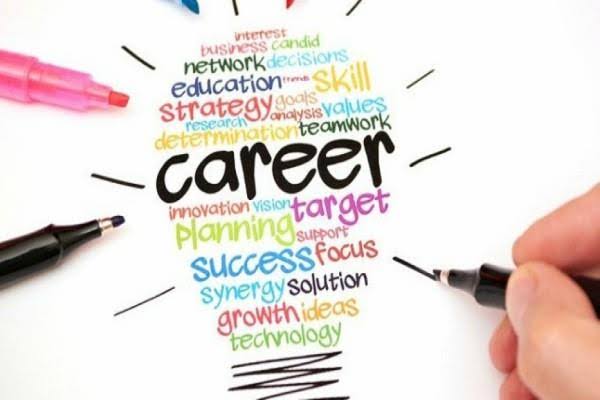 interest
business candid
network decisions
education friends skill
strategy goals
analysis values
research
determination teamwork
career
innovation vision target
planning support
success focus
synergy solution
growth ideas
technology